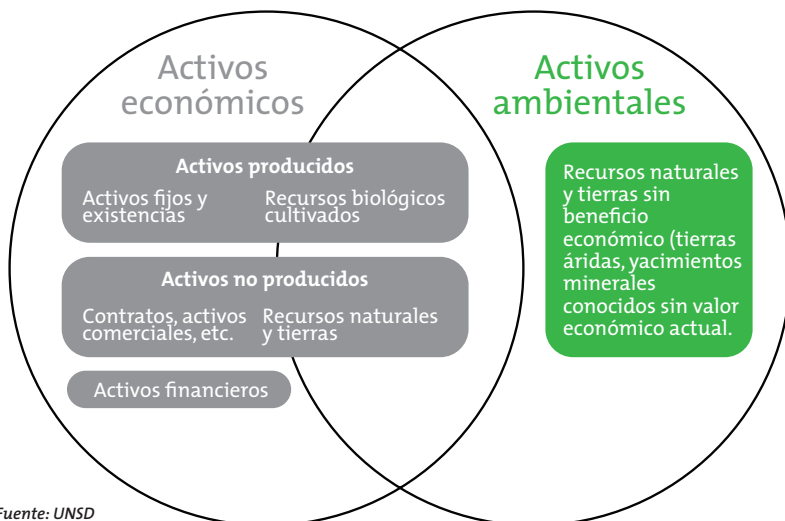 Activos
económicos
Activos
ambientales
Activos producidos
Activos fijos y
existencias
Recursos biológicos
cultivados
Activos no producidos
Contratos, activos
comerciales, etc.
Recursos naturales
y tierras
Activos financieros
Recursos naturales
y tierras sin
beneficio
económico (tierras
áridas, yacimientos
minerales
conocidos sin valor
económico actual.
Fuente: UNSD